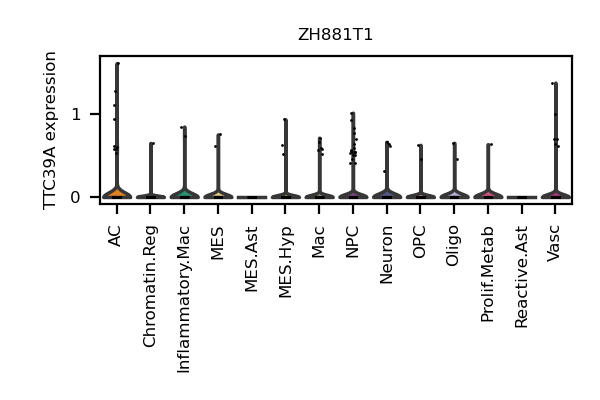 ZH881T1
TTC39A expression
1
0
AC
Chromatin.Reg
Inflammatory.Mac
MES
MES.Ast
MES.Hyp
Mac
NPC
Neuron
OPC
Oligo
Prolif.Metab
Reactive.Ast
Vasc